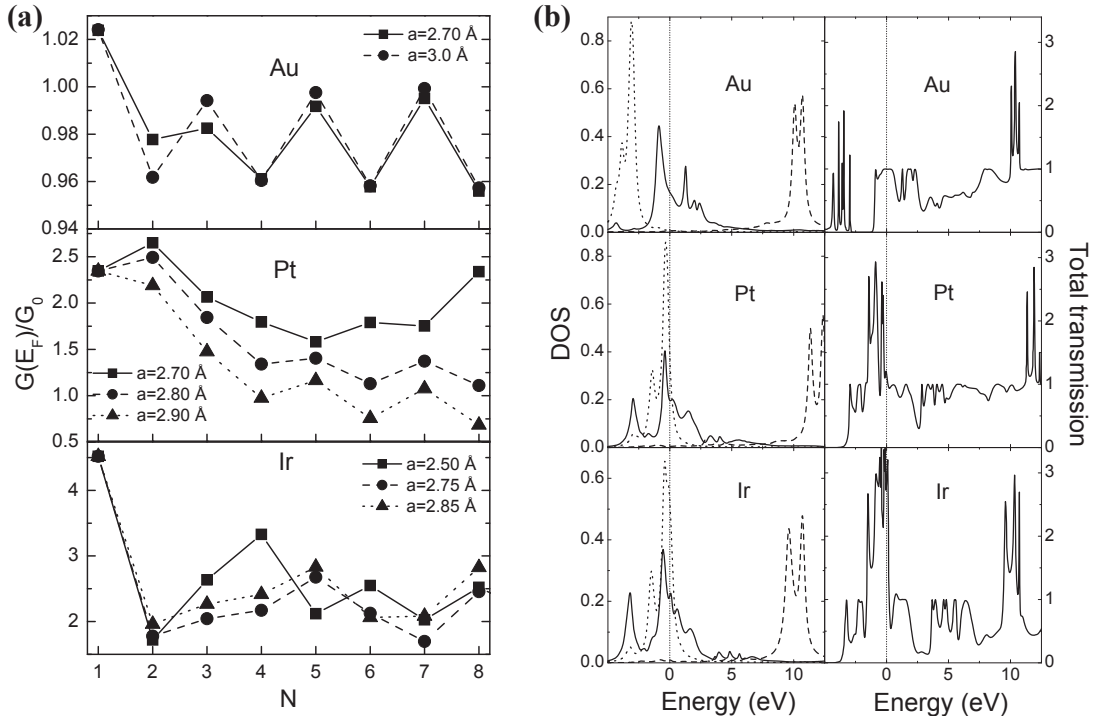 (a)
1.02
1.00
0.98
0.96
0.94
Au
a=2.70 Å
a=3.0 Å
G(E_F)/G_0
2.5
2.0
1.5
1.0
0.5
Pt
a=2.70 Å
a=2.80 Å
a=2.90 Å
4
3
2
Ir
a=2.50 Å
a=2.75 Å
a=2.85 Å
1 2 3 4 5 6 7 8
N
(b)
DOS
0.8
0.6
0.4
0.2
0.0
Au
Au
3
2
1
0
0.8
0.6
0.4
0.2
0.0
Pt
Pt
3
2
1
0
0.6
0.4
0.2
0.0
Ir
Ir
3
2
1
0
Total transmission
0 5 10
0 5 10
Energy (eV)
Energy (eV)